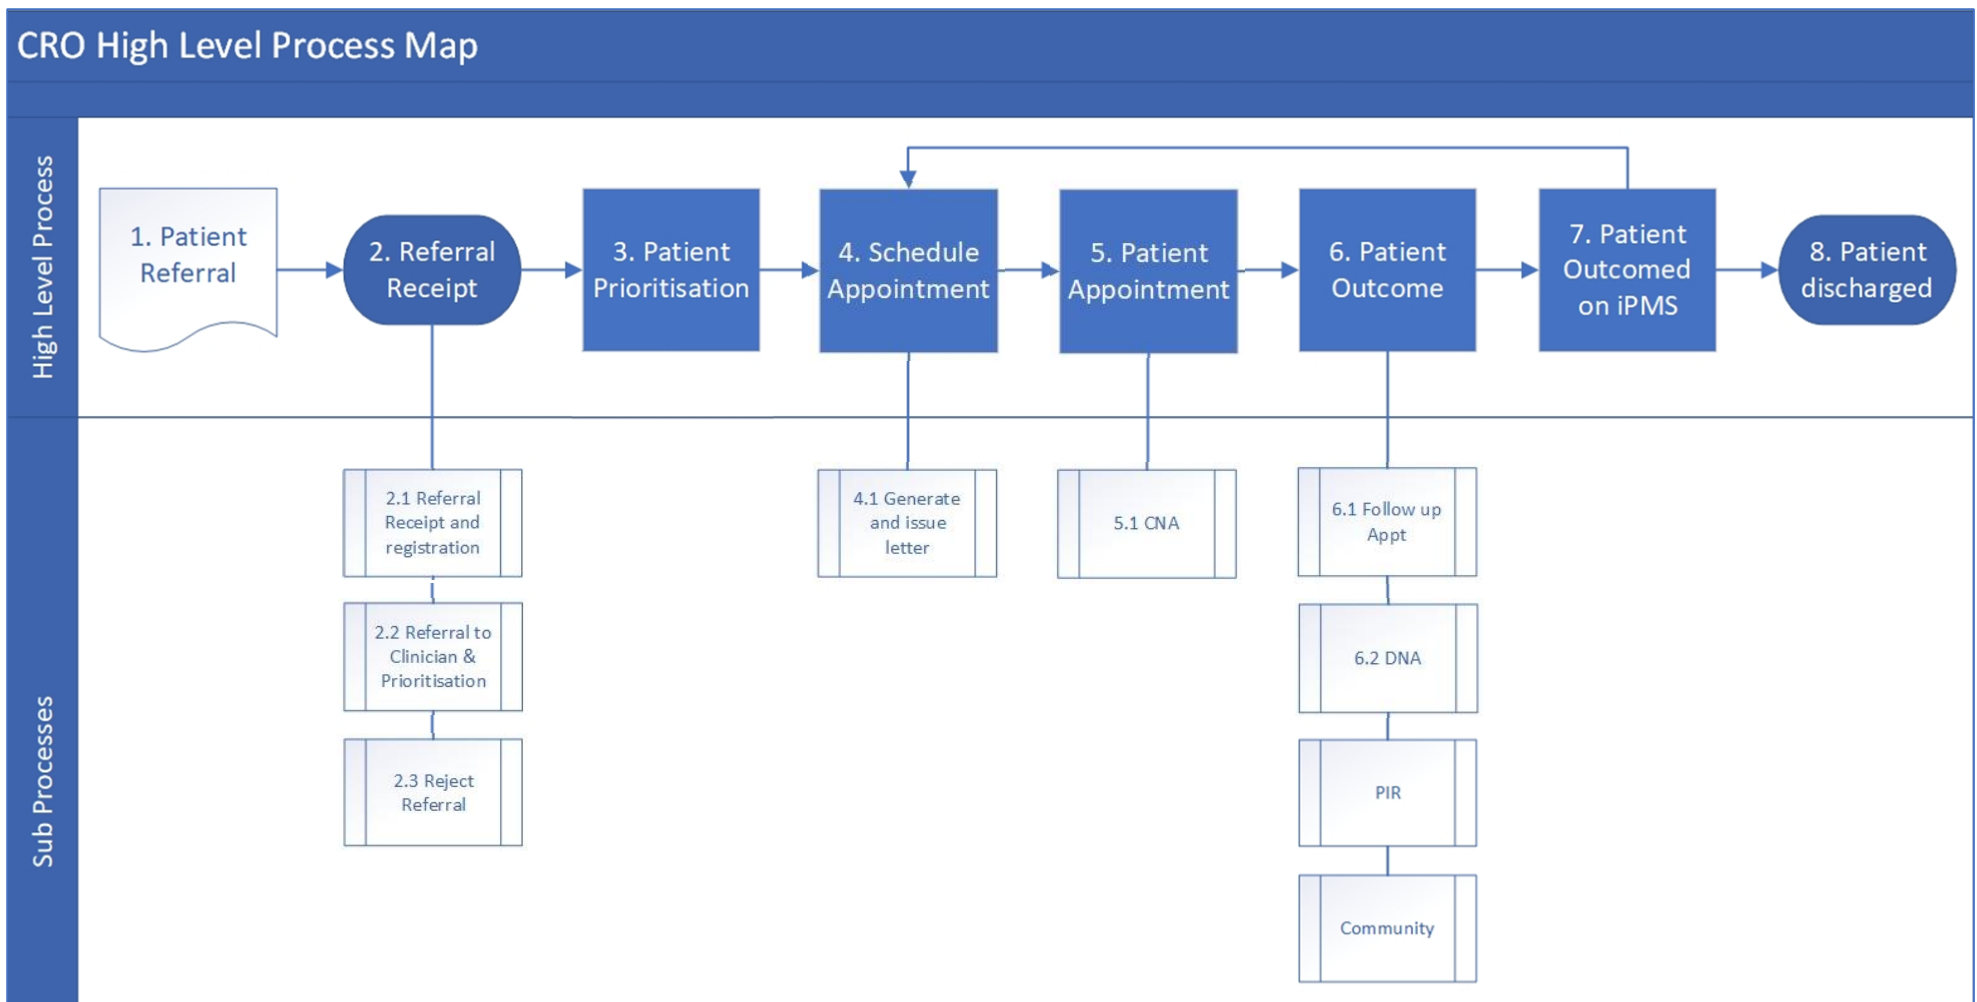 CRO High Level Process Map
High Level Process
1. Patient
Referral
2. Referral
Receipt
3. Patient
Prioritisation
4. Schedule
Appointment
5. Patient
Appointment
6. Patient
Outcome
7. Patient
Outcomed
on iPMS
8. Patient
discharged
Sub Processes
2.1 Referral
Receipt and
registration
2.2 Referral to
Clinician &
Prioritisation
2.3 Reject
Referral
4.1 Generate
and issue
letter
5.1 CNA
6.1 Follow up
Appt
6.2 DNA
PIR
Community